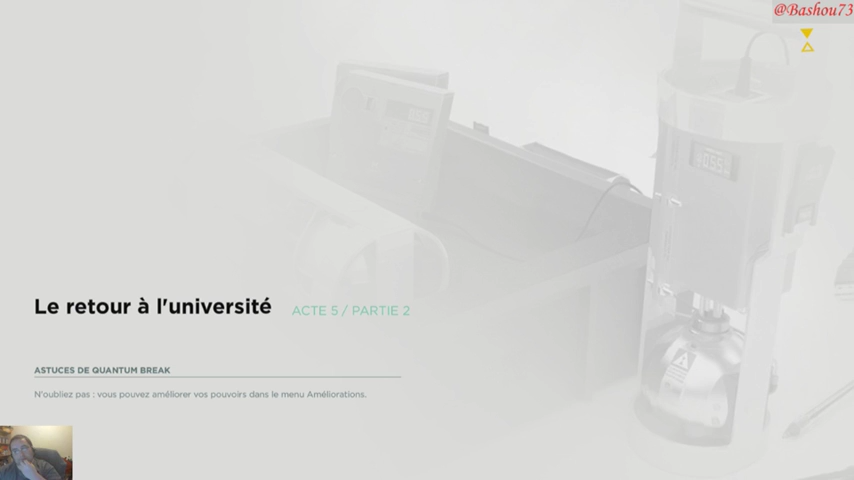 @Bashou73
055
Le retour à l'université ACTE 5 / PARTIE 2
ASTUCES DE QUANTUM BREAK
N'oubliez pas : vous pouvez améliorer vos pouvoirs dans le menu Améliorations.